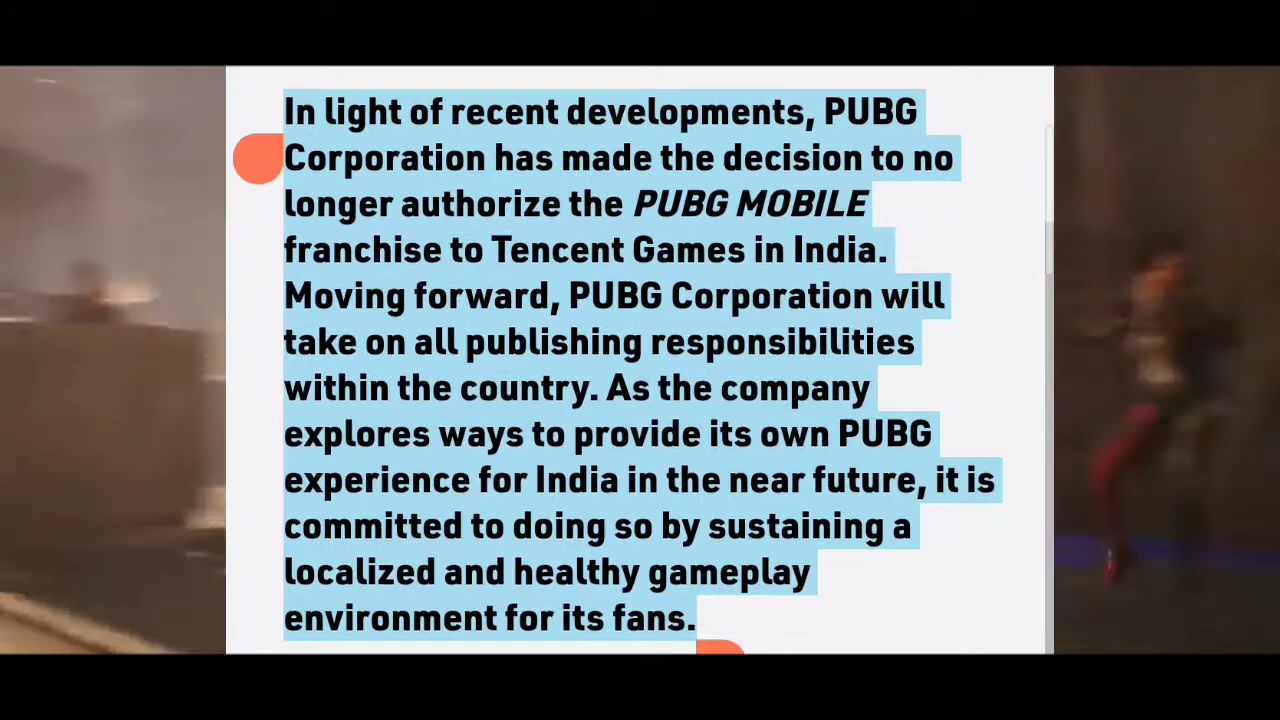 In light of recent developments, PUBG
Corporation has made the decision to no
longer authorize the PUBG MOBILE
franchise to Tencent Games in India.
Moving forward, PUBG Corporation will
take on all publishing responsibilities
within the country. As the company
explores ways to provide its own PUBG
experience for India in the near future, it is
committed to doing so by sustaining a
localized and healthy gameplay
environment for its fans.